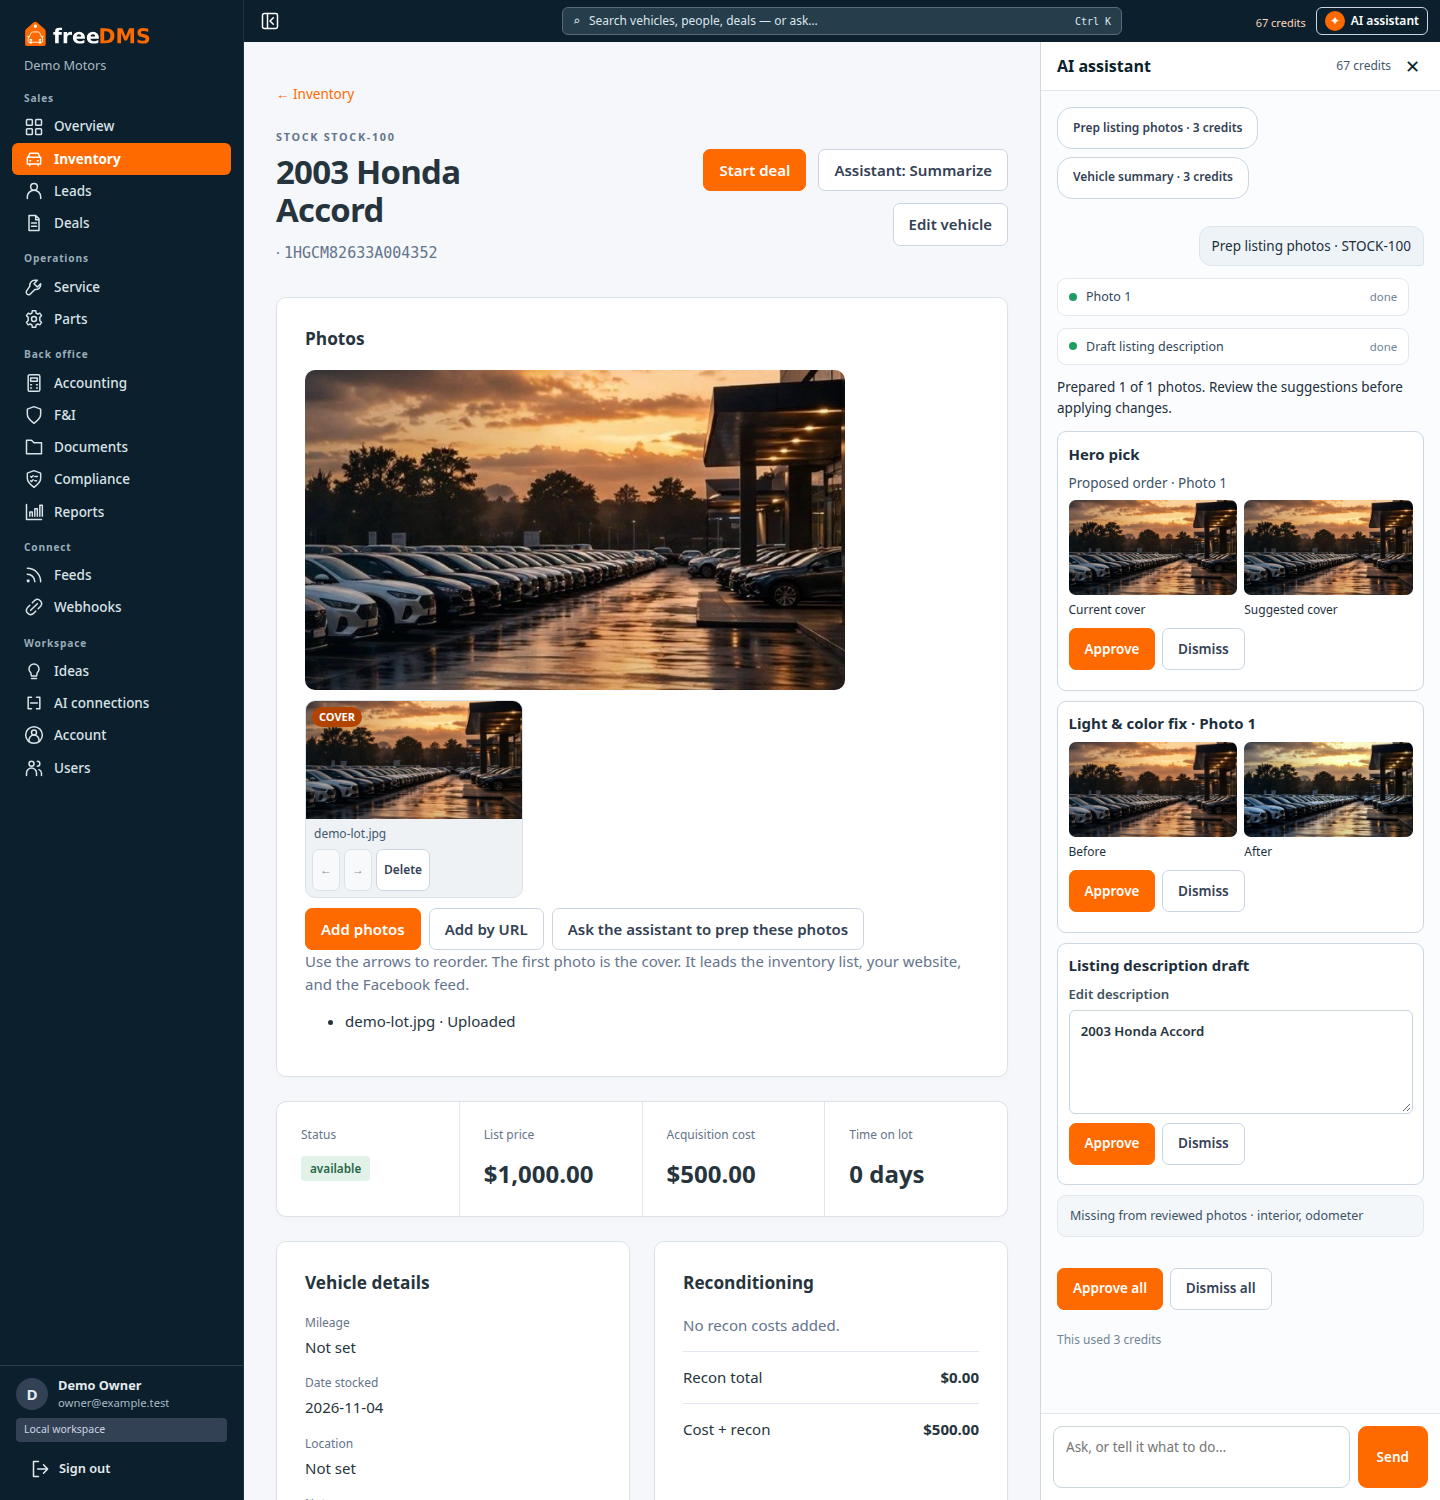 freeDMS
Demo Motors
Sales
Overview
Inventory
Leads
Deals
Operations
Service
Parts
Back office
Accounting
F&I
Documents
Compliance
Reports
Connect
Feeds
Webhooks
Workspace
Ideas
AI connections
Account
Users
D
Demo Owner
owner@example.test
Local workspace
Sign out
Search vehicles, people, deals — or ask...
Ctrl K
67 credits
AI assistant
← Inventory
STOCK STOCK-100
2003 Honda
Accord
· 1HGCM82633A004352
Start deal
Assistant: Summarize
Edit vehicle
Photos
COVER
demo-lot.jpg
←
→
Delete
Add photos
Add by URL
Ask the assistant to prep these photos
Use the arrows to reorder. The first photo is the cover. It leads the inventory list, your website,
and the Facebook feed.
• demo-lot.jpg · Uploaded
Status
available
List price
$1,000.00
Acquisition cost
$500.00
Time on lot
0 days
Vehicle details
Mileage
Not set
Date stocked
2026-11-04
Location
Not set
Reconditioning
No recon costs added.
Recon total
$0.00
Cost + recon
$500.00
AI assistant
67 credits
Prep listing photos · 3 credits
Vehicle summary · 3 credits
Prep listing photos · STOCK-100
Photo 1
done
Draft listing description
done
Prepared 1 of 1 photos. Review the suggestions before
applying changes.
Hero pick
Proposed order · Photo 1
Current cover
Suggested cover
Approve
Dismiss
Light & color fix · Photo 1
Before
After
Approve
Dismiss
Listing description draft
Edit description
2003 Honda Accord
Approve
Dismiss
Missing from reviewed photos · interior, odometer
Approve all
Dismiss all
This used 3 credits
Ask, or tell it what to do...
Send